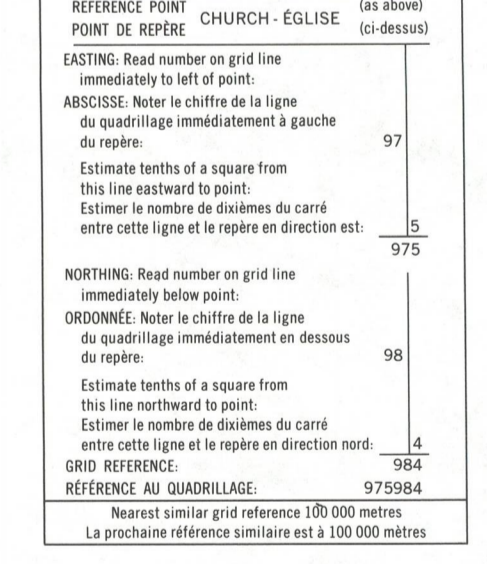 REFERENCE POINT CHURCH - ÉGLISE (as above)
POINT DE REPÈRE (ci-dessus)
EASTING: Read number on grid line
immediately to left of point:
ABSCISSE: Noter le chiffre de la ligne
du quadrillage immédiatement à gauche
du repère: 97
Estimate tenths of a square from
this line eastward to point:
Estimer le nombre de dixièmes du carré
entre cette ligne et le repère en direction est: 5
975
NORTHING: Read number on grid line
immediately below point:
ORDONNÉE: Noter le chiffre de la ligne
du quadrillage immédiatement en dessous
du repère: 98
Estimate tenths of a square from
this line northward to point:
Estimer le nombre de dixièmes du carré
entre cette ligne et le repère en direction nord: 4
GRID REFERENCE: 984
RÉFÉRENCE AU QUADRILLAGE: 975984
Nearest similar grid reference 100 000 metres
La prochaine référence similaire est à 100 000 mètres